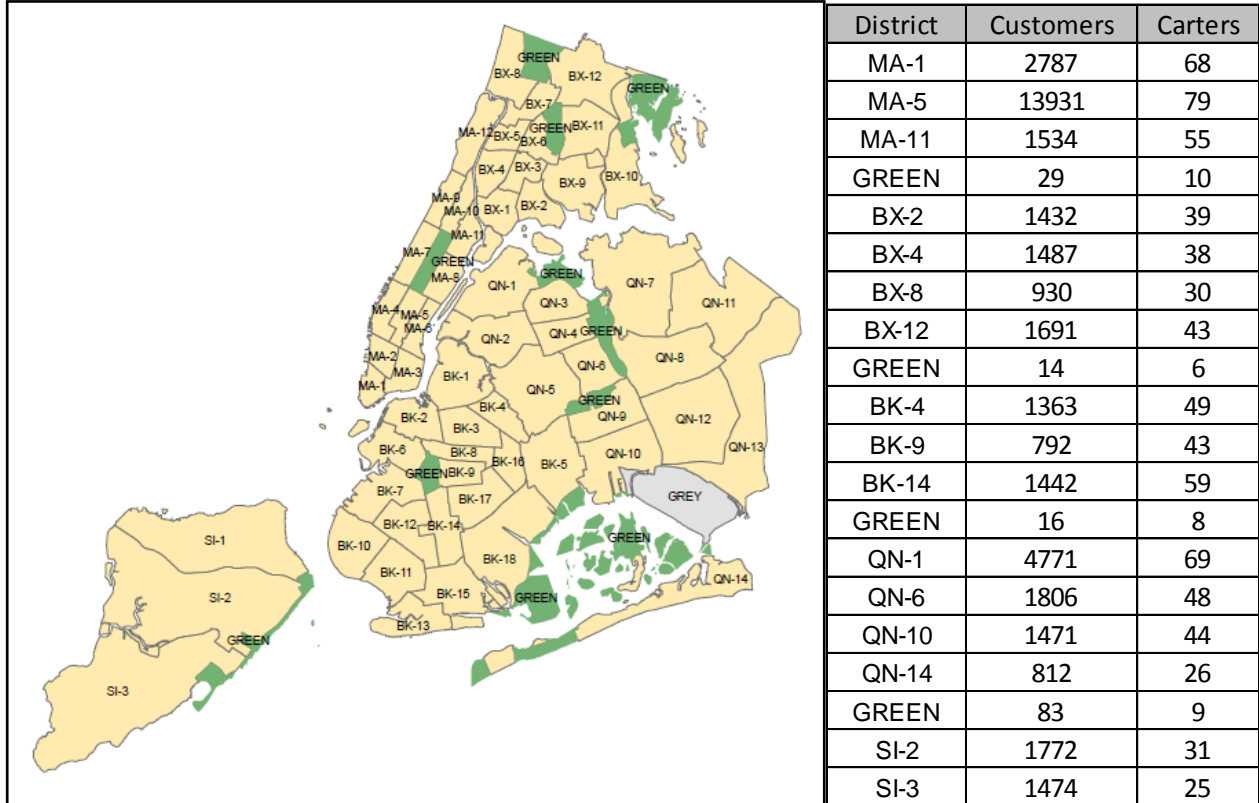 GREEN
BX-8
BX-12
GREEN
BX-7
MA-12
BX-5
GREEN
BX-11
BX-6
BX-4
BX-3
BX-9
BX-10
MA-9
MA-10
BX-1
BX-2
MA-11
MA-7
GREEN
MA-8
GREEN
QN-1
QN-7
QN-3
QN-11
MA-4
MA-5
MA-6
QN-2
QN-4
GREEN
MA-2
QN-6
QN-8
MA-3
BK-1
MA-1
QN-5
GREEN
BK-4
BK-2
QN-9
QN-12
BK-3
QN-13
BK-6
BK-8
BK-16
BK-5
QN-10
GREEN
BK-9
BK-7
BK-17
GREY
BK-12
BK-14
GREEN
SI-1
BK-10
BK-18
BK-11
QN-14
SI-2
BK-15
GREEN
BK-13
GREEN
SI-3
District Customers Carters
MA-1 2787 68
MA-5 13931 79
MA-11 1534 55
GREEN 29 10
BX-2 1432 39
BX-4 1487 38
BX-8 930 30
BX-12 1691 43
GREEN 14 6
BK-4 1363 49
BK-9 792 43
BK-14 1442 59
GREEN 16 8
QN-1 4771 69
QN-6 1806 48
QN-10 1471 44
QN-14 812 26
GREEN 83 9
SI-2 1772 31
SI-3 1474 25